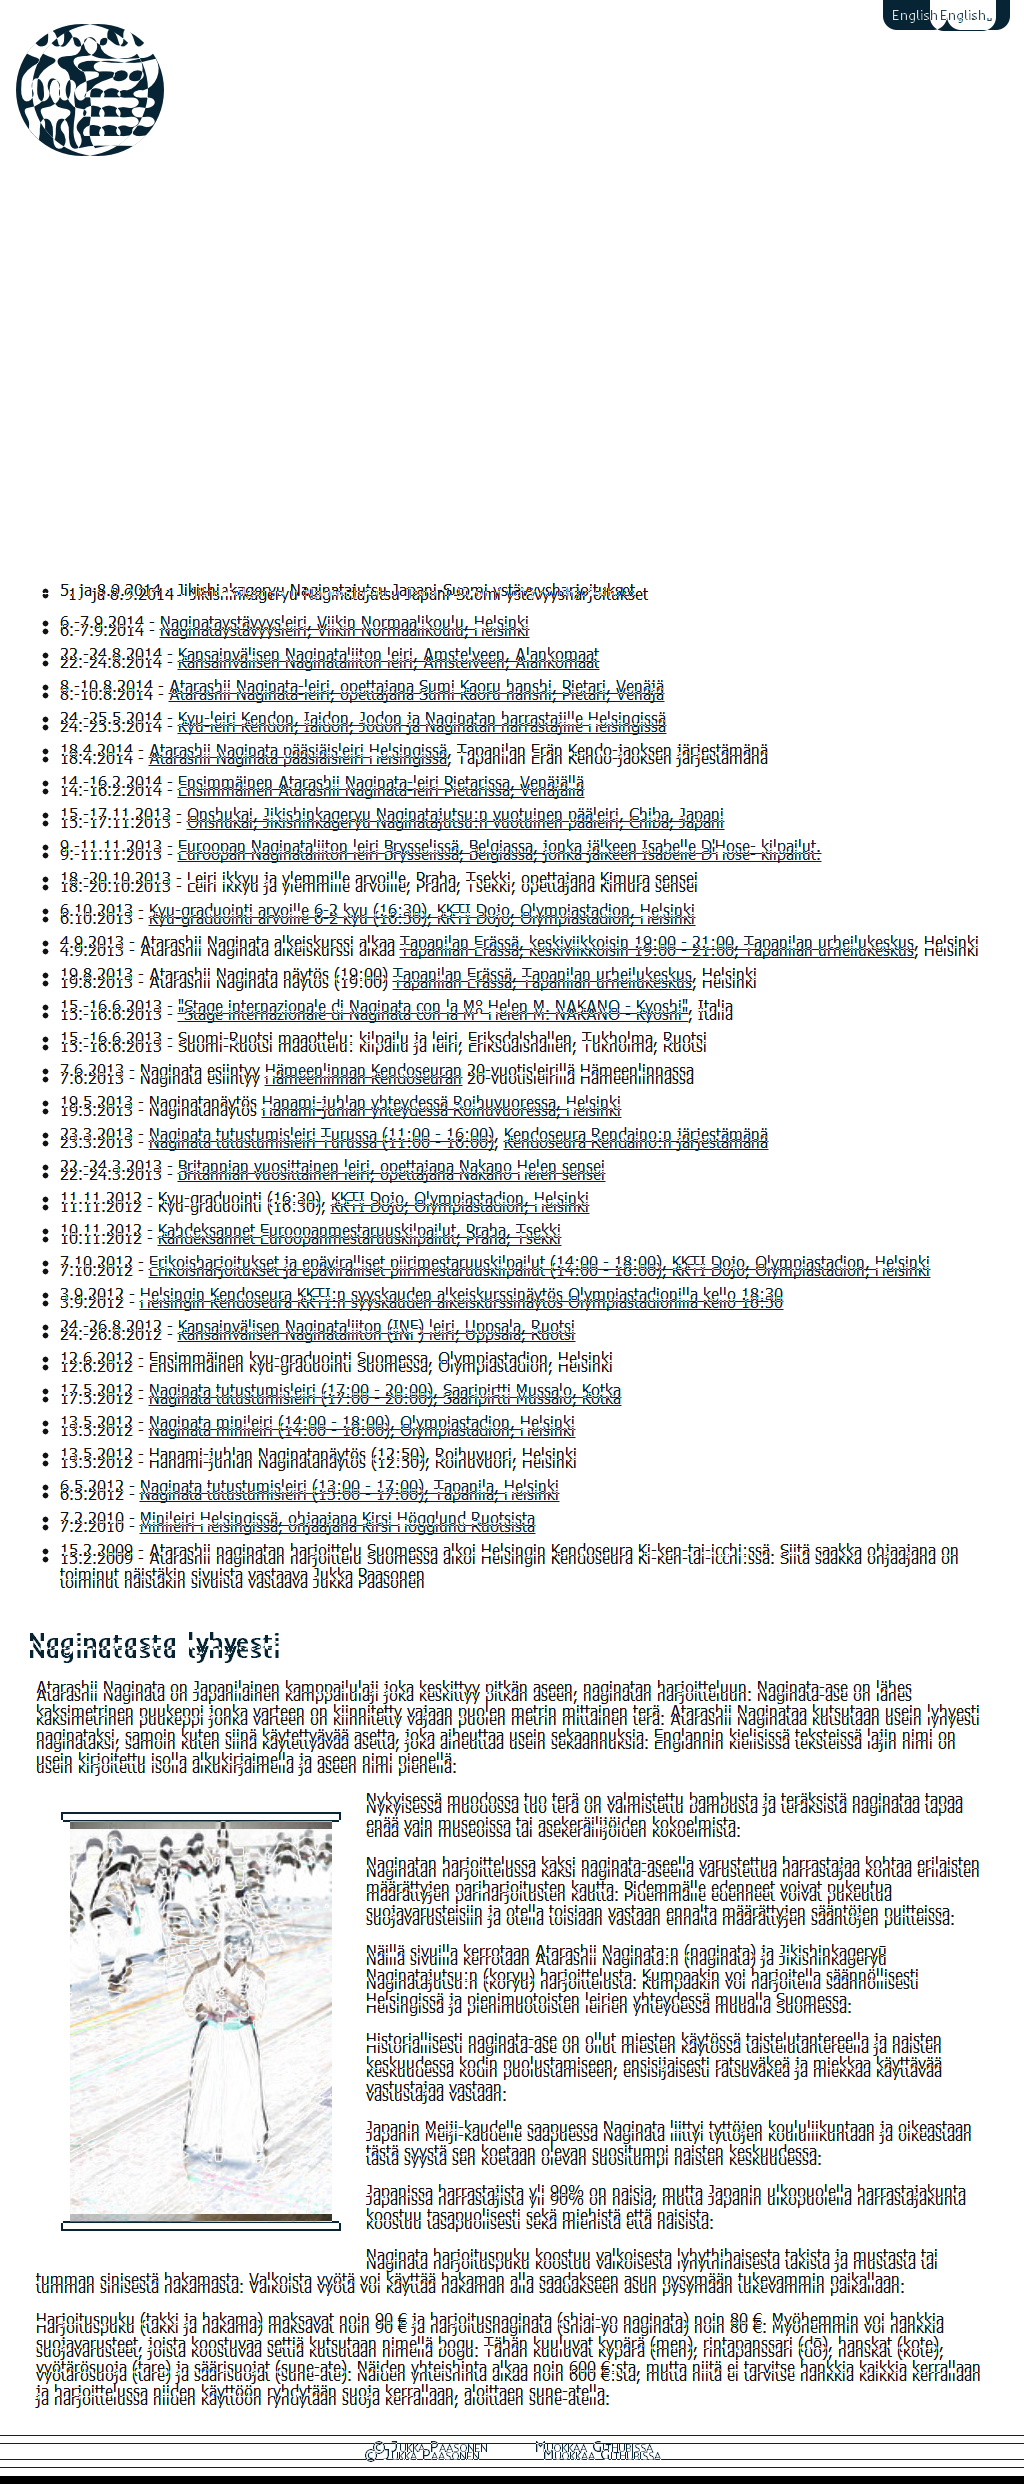 English English
5. ja 8.9.2014 - Jikishinkageryu Naginatajutsu Japani-Suomi ystävyysharjoitukset
6.-7.9.2014 - Naginataystävyysleiri, Viikin Normaalikoulu, Helsinki
22.-24.8.2014 - Kansainvälisen Naginataliiton leiri, Amstelveen, Alankomaat
8.-10.8.2014 - Atarashii Naginata-leiri, opettajana Sumi Kaoru hanshi, Pietari, Venäjä
24.-25.5.2014 - Kyu-leiri Kendon, Iaidon, Jodon ja Naginatan harrastajille Helsingissä
18.4.2014 - Atarashii Naginata pääsiäisleiri Helsingissä, Tapanilan Erän Kendo-jaoksen järjestämänä
14.-16.2.2014 - Ensimmäinen Atarashii Naginata-leiri Pietarissa, Venäjällä
15.-17.11.2013 - Onshukai, Jikishinkageryu Naginatajutsu:n vuotuinen pääleiri, Chiba, Japani
9.-11.11.2013 - Euroopan Naginataliiton leiri Brysselissä, Belgiassa, jonka jälkeen Isabelle D'Hose- kilpailut.
18.-20.10.2013 - Leiri ikkyu ja ylemmille arvoille, Praha, Tsekki, opettajana Kimura sensei
6.10.2013 - Kyu-graduointi arvoille 6-2 kyu (16:30), KKTI Dojo, Olympiastadion, Helsinki
4.9.2013 - Atarashii Naginata alkeiskurssi alkaa Tapanilan Erässä, keskiviikkoisin 19:00 - 21:00, Tapanilan urheilukeskus, Helsinki
19.8.2013 - Atarashii Naginata näytös (19:00) Tapanilan Erässä, Tapanilan urheilukeskus, Helsinki
15.-16.6.2013 - "Stage internazionale di Naginata con la Mº Helen M. NAKANO - Kyoshi", Italia
15.-16.6.2013 - Suomi-Ruotsi maaottelu: kilpailu ja leiri, Eriksdalshallen, Tukholma, Ruotsi
7.6.2013 - Naginata esiintyy Hämeenlinnan Kendoseuran 20-vuotisleirillä Hämeenlinnassa
19.5.2013 - Naginatanäytös Hanami-juhlan yhteydessä Roihuvuoressa, Helsinki
23.3.2013 - Naginata tutustumisleiri Turussa (11:00 - 16:00), Kendoseura Rendaino:n järjestämänä
22.-24.3.2013 - Britannian vuosittainen leiri, opettajana Nakano Helen sensei
11.11.2012 - Kyu-graduointi (16:30), KKTI Dojo, Olympiastadion, Helsinki
10.11.2012 - Kahdeksannet Euroopanmestaruuskilpailut, Praha, Tsekki
7.10.2012 - Erikoisharjoitukset ja epäviralliset piirimestaruuskilpailut (14:00 - 18:00), KKTI Dojo, Olympiastadion, Helsinki
3.9.2012 - Helsingin Kendoseura KKTI:n syyskauden alkeiskurssinäytös Olympiastadionilla kello 18:30
24.-26.8.2012 - Kansainvälisen Naginataliiton (INF) leiri, Uppsala, Ruotsi
12.6.2012 - Ensimmäinen kyu-graduointi Suomessa, Olympiastadion, Helsinki
17.5.2012 - Naginata tutustumisleiri (17:00 - 20:00), Saaripirtti Mussalo, Kotka
13.5.2012 - Naginata minileiri (14:00 - 18:00), Olympiastadion, Helsinki
13.5.2012 - Hanami-juhlan Naginatanäytös (12:50), Roihuvuori, Helsinki
6.5.2012 - Naginata tutustumisleiri (13:00 - 17:00), Tapanila, Helsinki
7.2.2010 - Minileiri Helsingissä, ohjaajana Kirsi Högglund Ruotsista
15.2.2009 - Atarashii naginatan harjoittelu Suomessa alkoi Helsingin Kendoseura Ki-ken-tai-icchi:ssä. Siitä saakka ohjaajana on
toiminut näistäkin sivuista vastaava Jukka Paasonen
Naginatasta lyhyesti
Atarashii Naginata on Japanilainen kamppailulaji joka keskittyy pitkän aseen, naginatan harjoitteluun. Naginata-ase on lähes
kaksimetrinen puukeppi jonka varteen on kiinnitetty vajaan puolen metrin mittainen terä. Atarashii Naginataa kutsutaan usein lyhyesti
naginataksi, samoin kuten siinä käytettyävää asetta, joka aiheuttaa usein sekaannuksia. Englannin kielisissä teksteissä lajin nimi on
usein kirjoitettu isolla alkukirjaimella ja aseen nimi pienellä.
Nykyisessä muodossa tuo terä on valmistettu bambusta ja teräksistä naginataa tapaa
enää vain museoissa tai asekeräilijöiden kokoelmista.
Naginatan harjoittelussa kaksi naginata-aseella varustettua harrastajaa kohtaa erilaisten
määrättyjen pariharjoitusten kautta. Pidemmälle edenneet voivat pukeutua
suojavarusteisiin ja otella toisiaan vastaan ennalta määrättyjen sääntöjen puitteissa.
Näillä sivuilla kerrotaan Atarashii Naginata:n (naginata) ja Jikishinkageryū
Naginatajutsu:n (koryu) harjoittelusta. Kumpaakin voi harjoitella säännöllisesti
Helsingissä ja pienimuotoisten leirien yhteydessä muualla Suomessa.
Historiallisesti naginata-ase on ollut miesten käytössä taistelutantereella ja naisten
keskuudessa kodin puolustamiseen, ensisijaisesti ratsuväkeä ja miekkaa käyttävää
vastustajaa vastaan.
Japanin Meiji-kaudelle saapuessa Naginata liittyi tyttöjen koululiikuntaan ja oikeastaan
tästä syystä sen koetaan olevan suositumpi naisten keskuudessa.
Japanissa harrastajista yli 90% on naisia, mutta Japanin ulkopuolella harrastajakunta
koostuu tasapuolisesti sekä miehistä että naisista.
Naginata harjoituspuku koostuu valkoisesta lyhythihaisesta takista ja mustasta tai
tumman sinisestä hakamasta. Valkoista vyötä voi käyttää hakaman alla saadakseen asun pysymään tukevammin paikallaan.
Harjoituspuku (takki ja hakama) maksavat noin 90 € ja harjoitusnaginata (shiai-yo naginata) noin 80 €. Myöhemmin voi hankkia
suojavarusteet, joista koostuvaa settiä kutsutaan nimellä bogu. Tähän kuuluvat kypärä (men), rintapanssari (dō), hanskat (kote),
vyötärösuoja (tare) ja säärisuojat (sune-ate). Näiden yhteishinta alkaa noin 600 €:sta, mutta niitä ei tarvitse hankkia kaikkia kerrallaan
ja harjoittelussa niiden käyttöön ryhdytään suoja kerrallaan, aloittaen sune-atella.
© Jukka Paasonen Muokkaa Githubissa